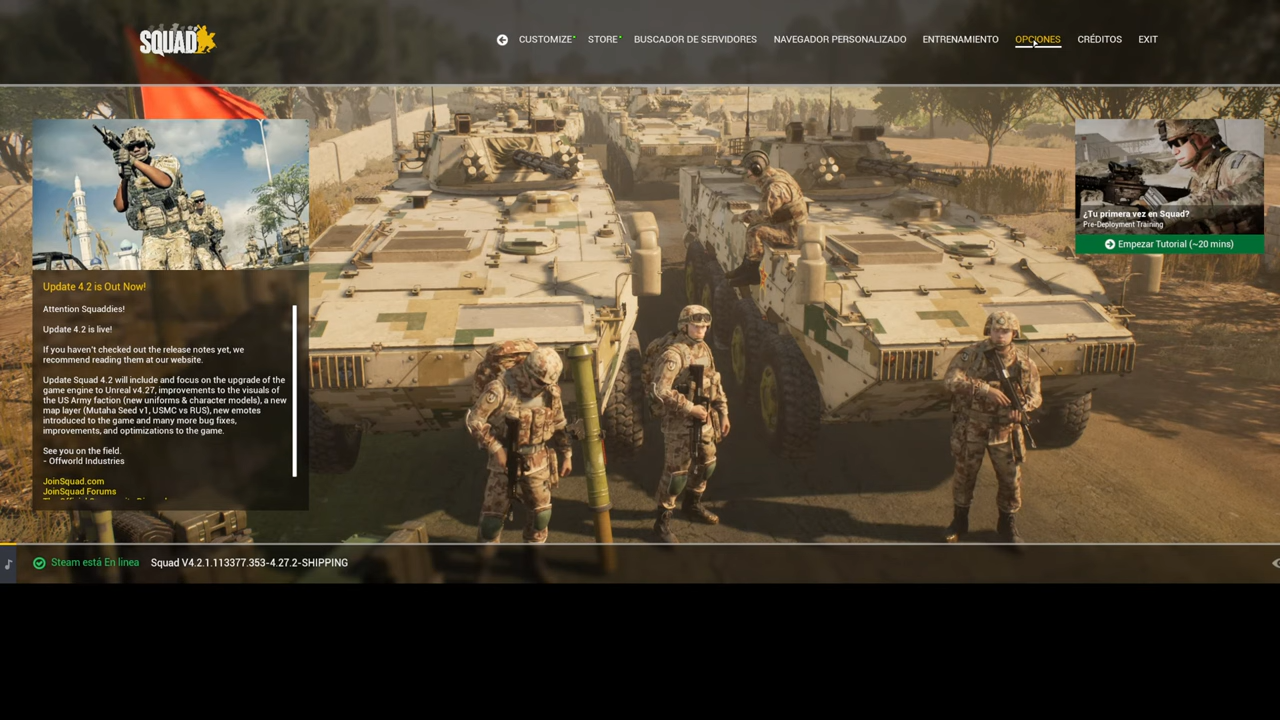 SQUAD
CUSTOMIZE
STORE
BUSCADOR DE SERVIDORES
NAVEGADOR PERSONALIZADO
ENTRENAMIENTO
OPCIONES
CRÉDITOS
EXIT
Update 4.2 is Out Now!
Attention Squaddies!
Update 4.2 is live!
If you haven't checked out the release notes yet, we
recommend reading them at our website.
Update Squad 4.2 will include and focus on the upgrade of the
game engine to Unreal v4.27, improvements to the visuals of
the US Army faction (new uniforms & character models), a new
map layer (Mutaha Seed v1, USMC vs RUS), new emotes
introduced to the game and many more bug fixes,
improvements, and optimizations to the game.
See you on the field.
- Offworld Industries
JoinSquad.com
JoinSquad Forums
¿Tu primera vez en Squad?
Pre-Deployment Training
Empezar Tutorial (~20 mins)
Steam está En linea
Squad V4.2.1.113377.353-4.27.2-SHIPPING